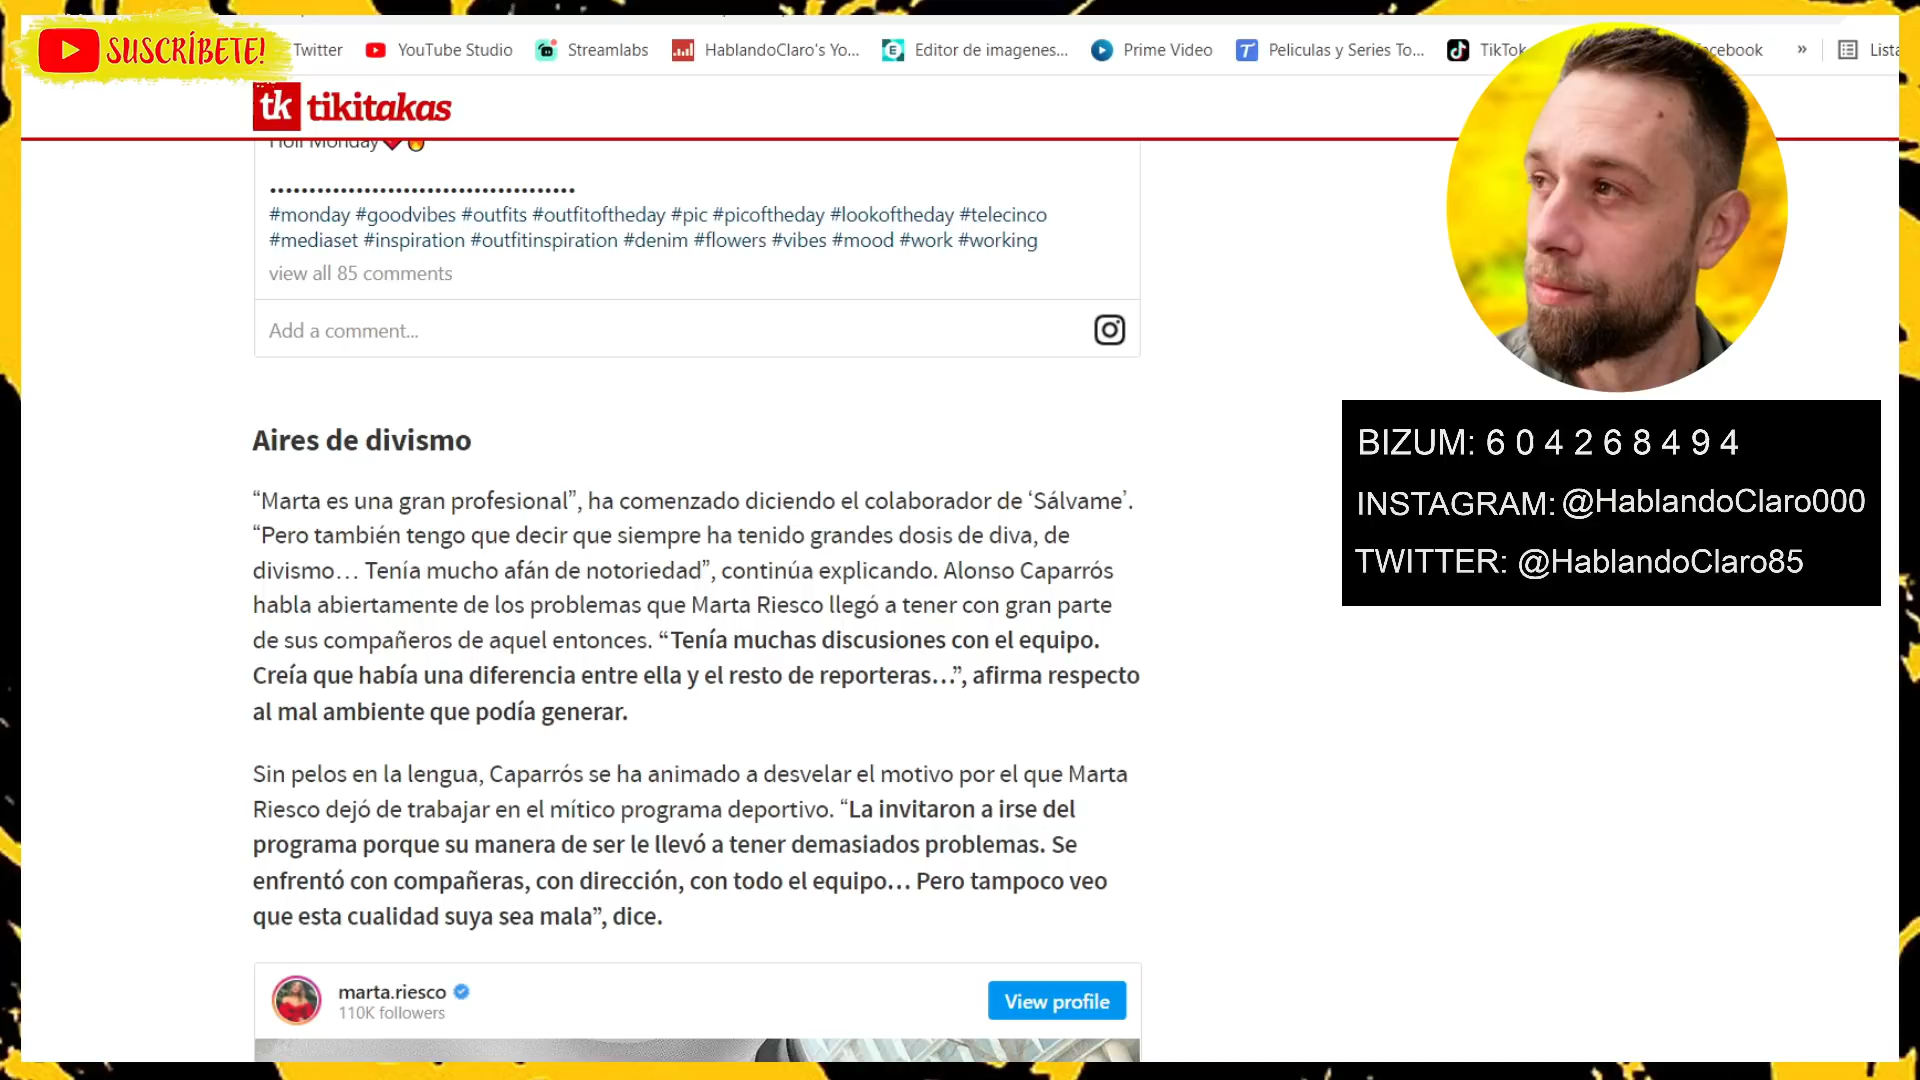 SUSCRÍBETE!
Twitter
YouTube Studio
Streamlabs
HablandoClaro's Yo...
Editor de imagenes...
Prime Video
Peliculas y Series To...
TikTok
»
tk tikitakas
Holi Monday
......................................
#monday #goodvibes #outfits #outfitoftheday #pic #picoftheday #lookoftheday #telecinco
#mediaset #inspiration #outfitinspiration #denim #flowers #vibes #mood #work #working
view all 85 comments
Add a comment...
Aires de divismo
“Marta es una gran profesional”, ha comenzado diciendo el colaborador de ‘Sálvame’.
“Pero también tengo que decir que siempre ha tenido grandes dosis de diva, de
divismo… Tenía mucho afán de notoriedad”, continúa explicando. Alonso Caparrós
habla abiertamente de los problemas que Marta Riesco llegó a tener con gran parte
de sus compañeros de aquel entonces. “Tenía muchas discusiones con el equipo.
Creía que había una diferencia entre ella y el resto de reporteras…”, afirma respecto
al mal ambiente que podía generar.
Sin pelos en la lengua, Caparrós se ha animado a desvelar el motivo por el que Marta
Riesco dejó de trabajar en el mítico programa deportivo. “La invitaron a irse del
programa porque su manera de ser le llevó a tener demasiados problemas. Se
enfrentó con compañeras, con dirección, con todo el equipo… Pero tampoco veo
que esta cualidad suya sea mala”, dice.
marta.riesco
110K followers
View profile
BIZUM: 6 0 4 2 6 8 4 9 4
INSTAGRAM: @HablandoClaro000
TWITTER: @HablandoClaro85